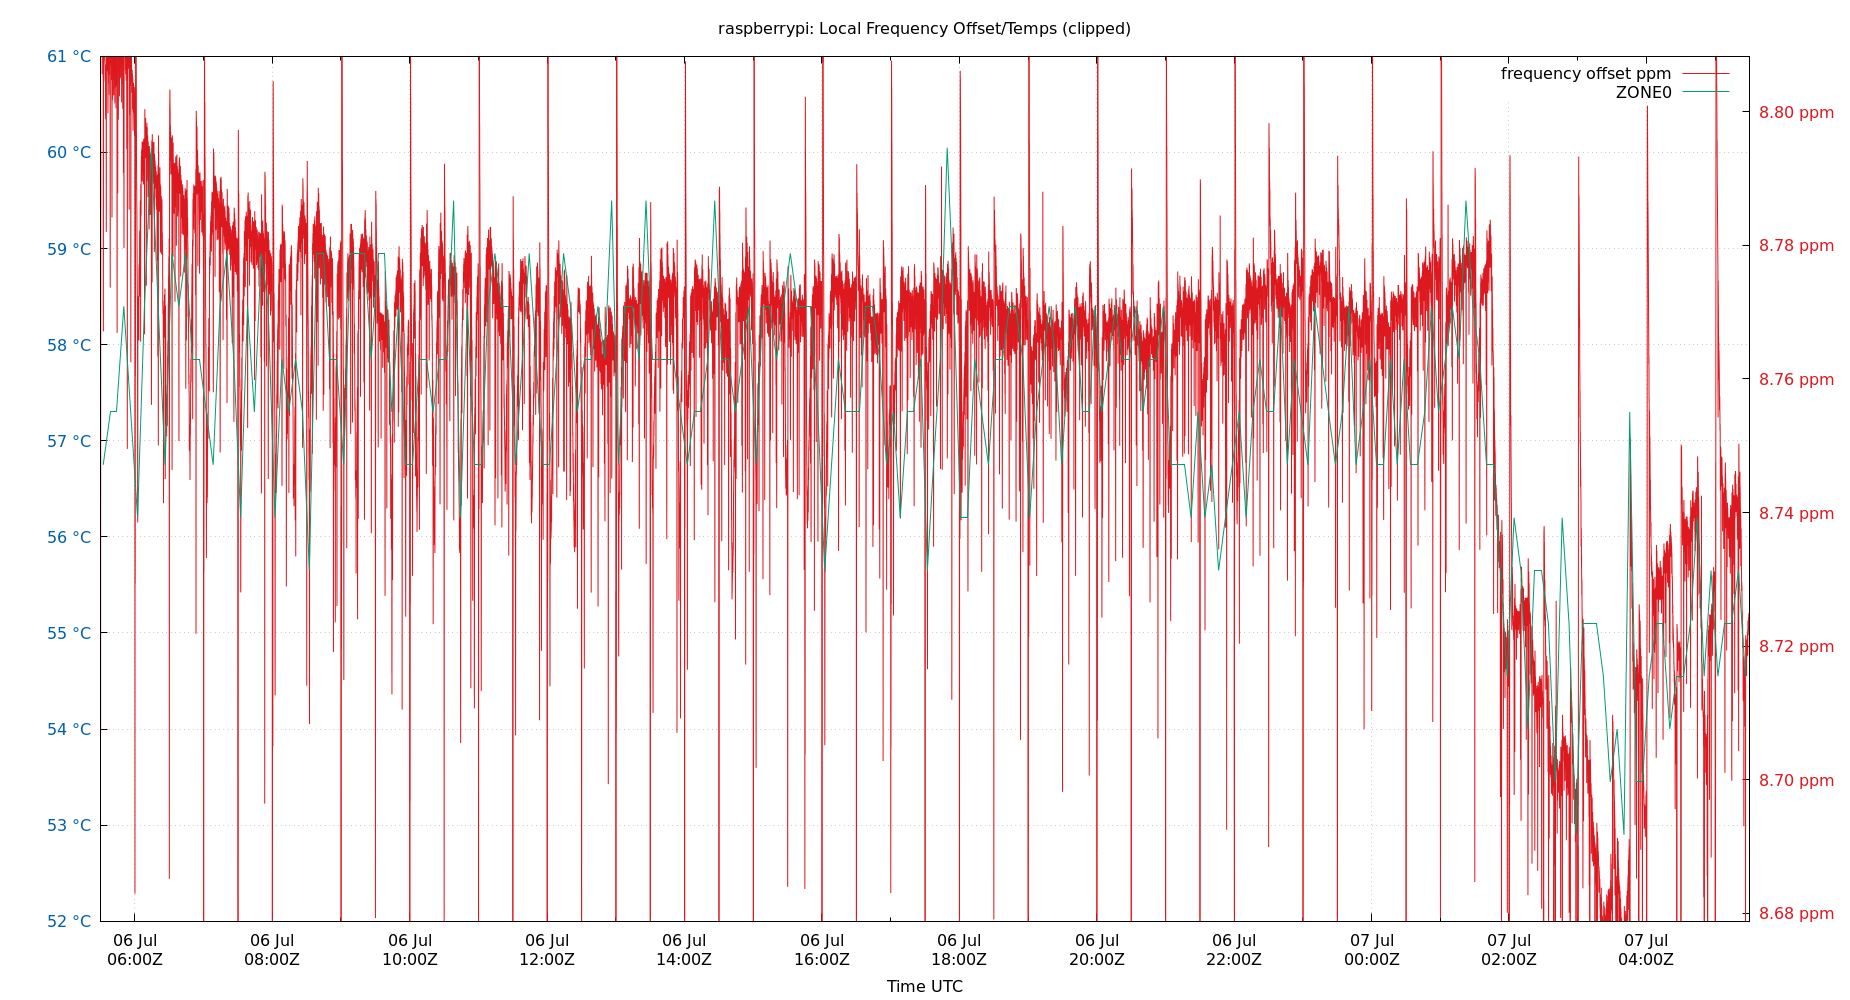 raspberrypi: Local Frequency Offset/Temps (clipped)
frequency offset ppm
ZONE0
61 °C
60 °C
59 °C
58 °C
57 °C
56 °C
55 °C
54 °C
53 °C
52 °C
8.80 ppm
8.78 ppm
8.76 ppm
8.74 ppm
8.72 ppm
8.70 ppm
8.68 ppm
06 Jul 06 Jul 06 Jul 06 Jul 06 Jul 06 Jul 06 Jul 06 Jul 06 Jul 07 Jul 07 Jul 07 Jul
06:00Z 08:00Z 10:00Z 12:00Z 14:00Z 16:00Z 18:00Z 20:00Z 22:00Z 00:00Z 02:00Z 04:00Z
Time UTC